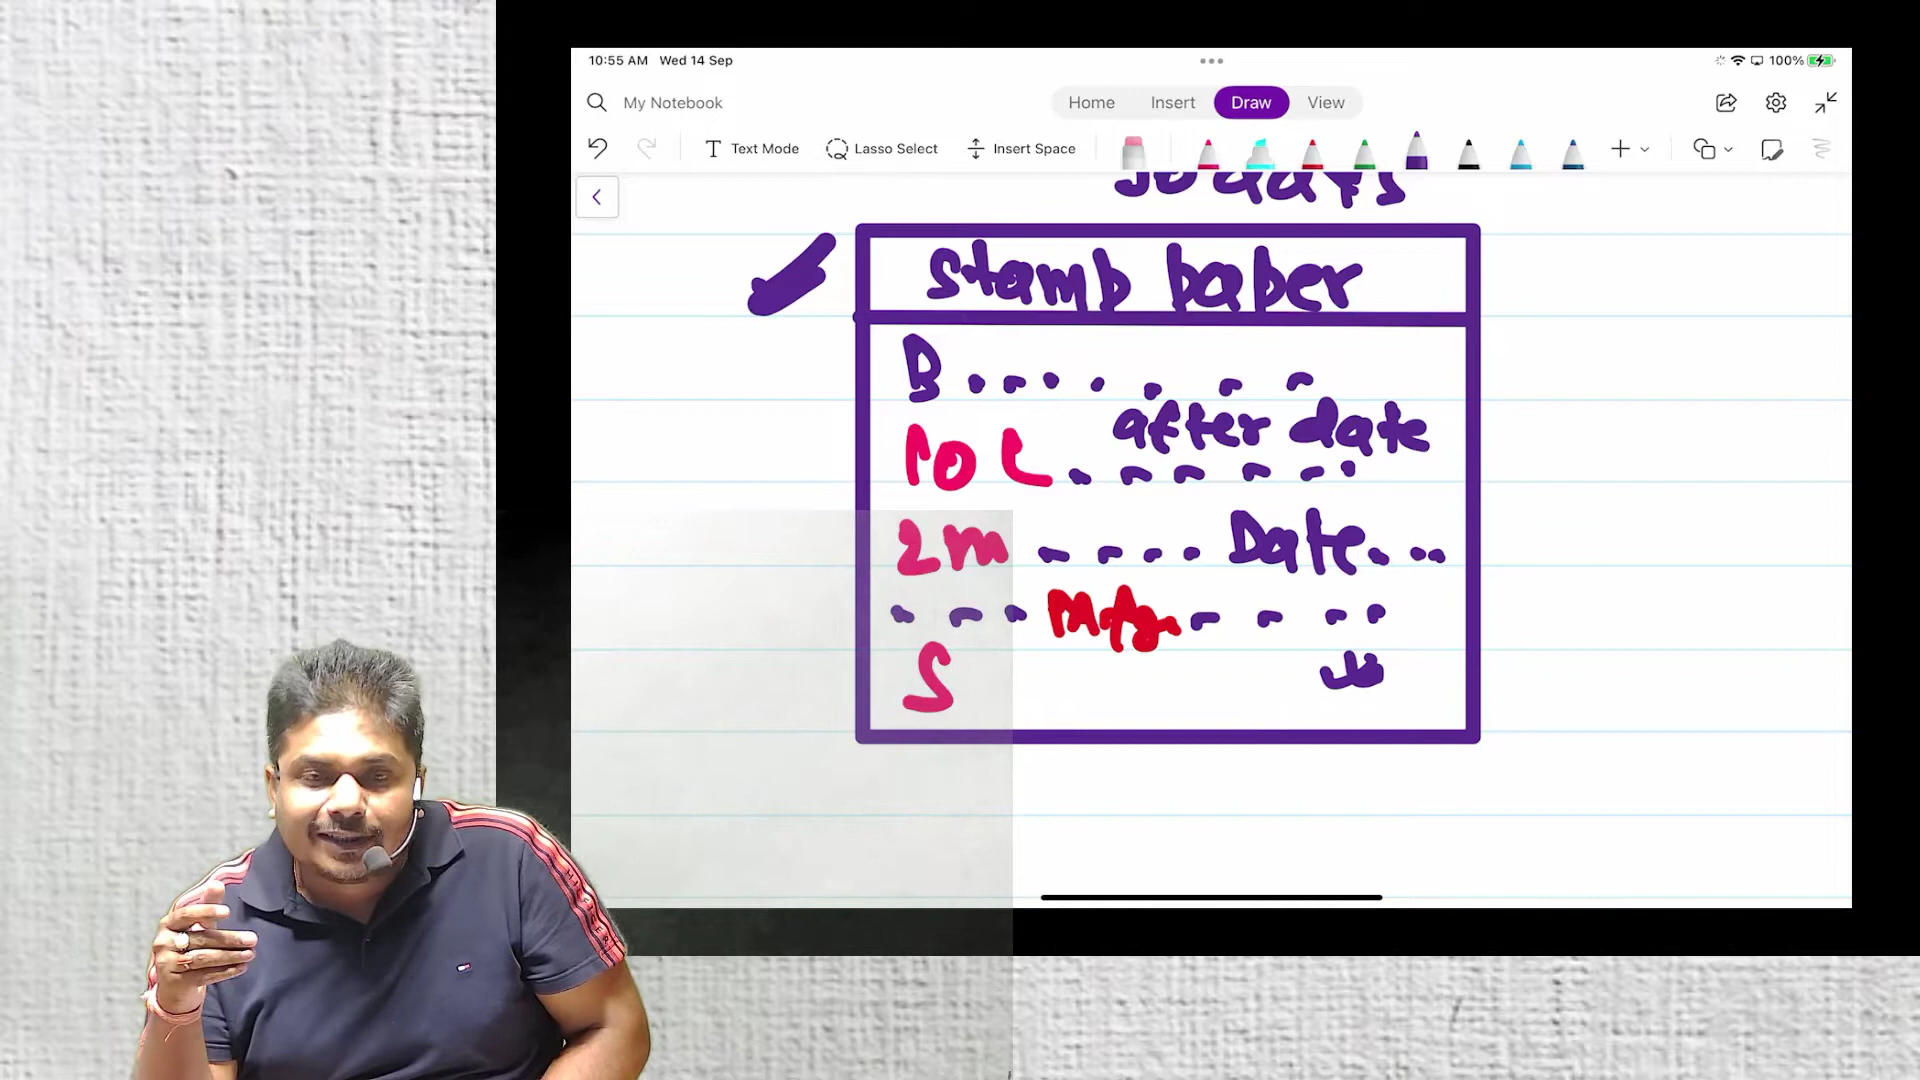 10:55 AM Wed 14 Sep
100%
My Notebook
Home Insert Draw View
Text Mode Lasso Select Insert Space
Stamp paper
B
after date
10 L
2m Date
Mfg.
S